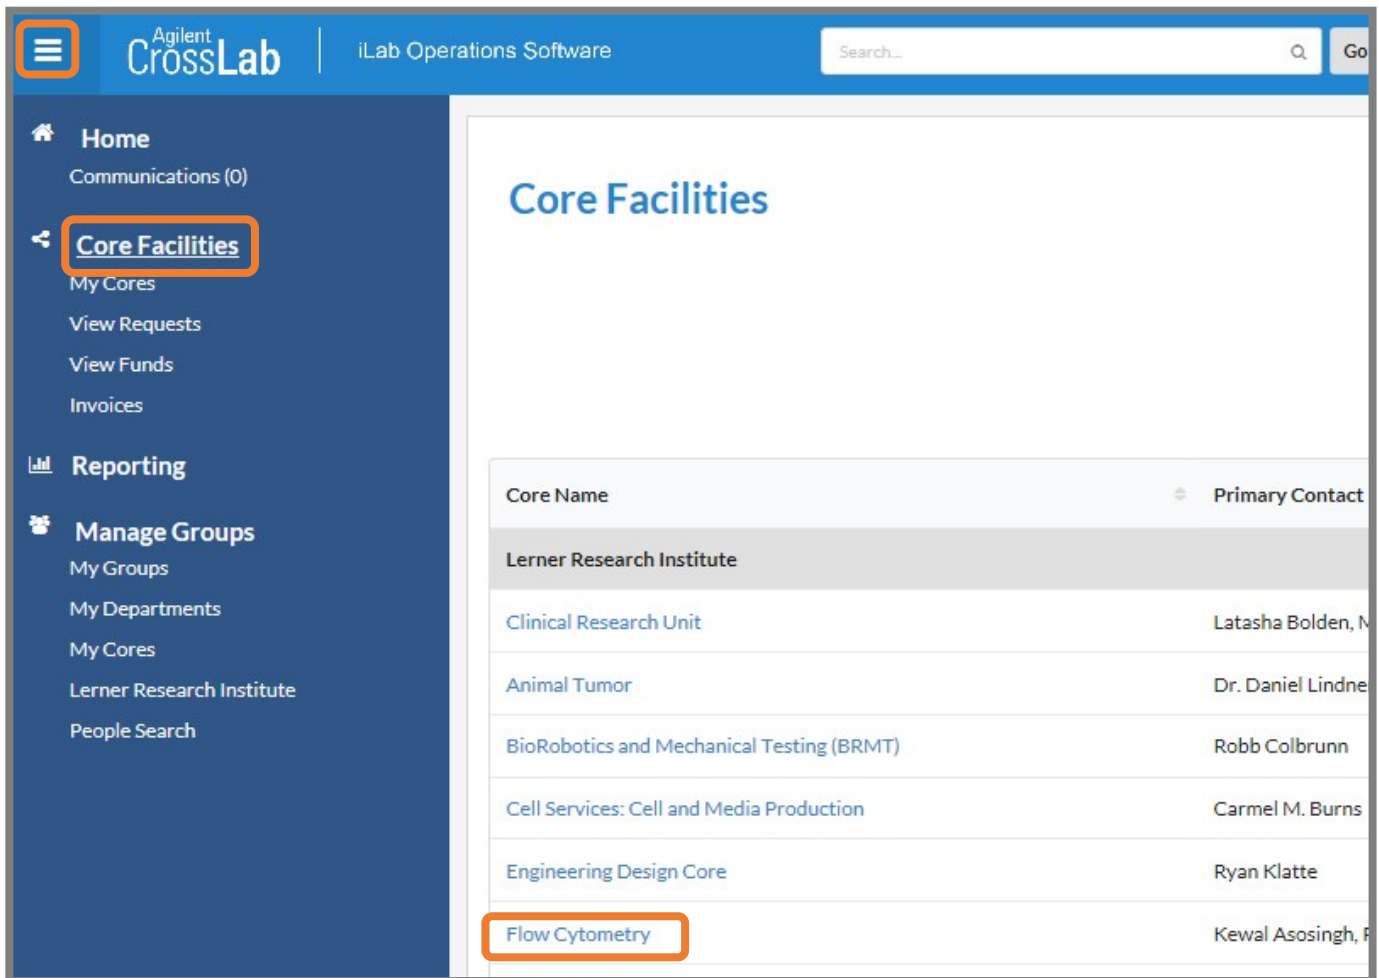 Agilent
CrossLab
iLab Operations Software
Search...
Go
Home
Communications (0)
Core Facilities
My Cores
View Requests
View Funds
Invoices
Reporting
Manage Groups
My Groups
My Departments
My Cores
Lerner Research Institute
People Search
Core Facilities
Core Name Primary Contact
Lerner Research Institute
Clinical Research Unit Latasha Bolden,
Animal Tumor Dr. Daniel Lindne
BioRobotics and Mechanical Testing (BRMT) Robb Colbrunn
Cell Services: Cell and Media Production Carmel M. Burns
Engineering Design Core Ryan Klatte
Flow Cytometry Kewal Asosingh,